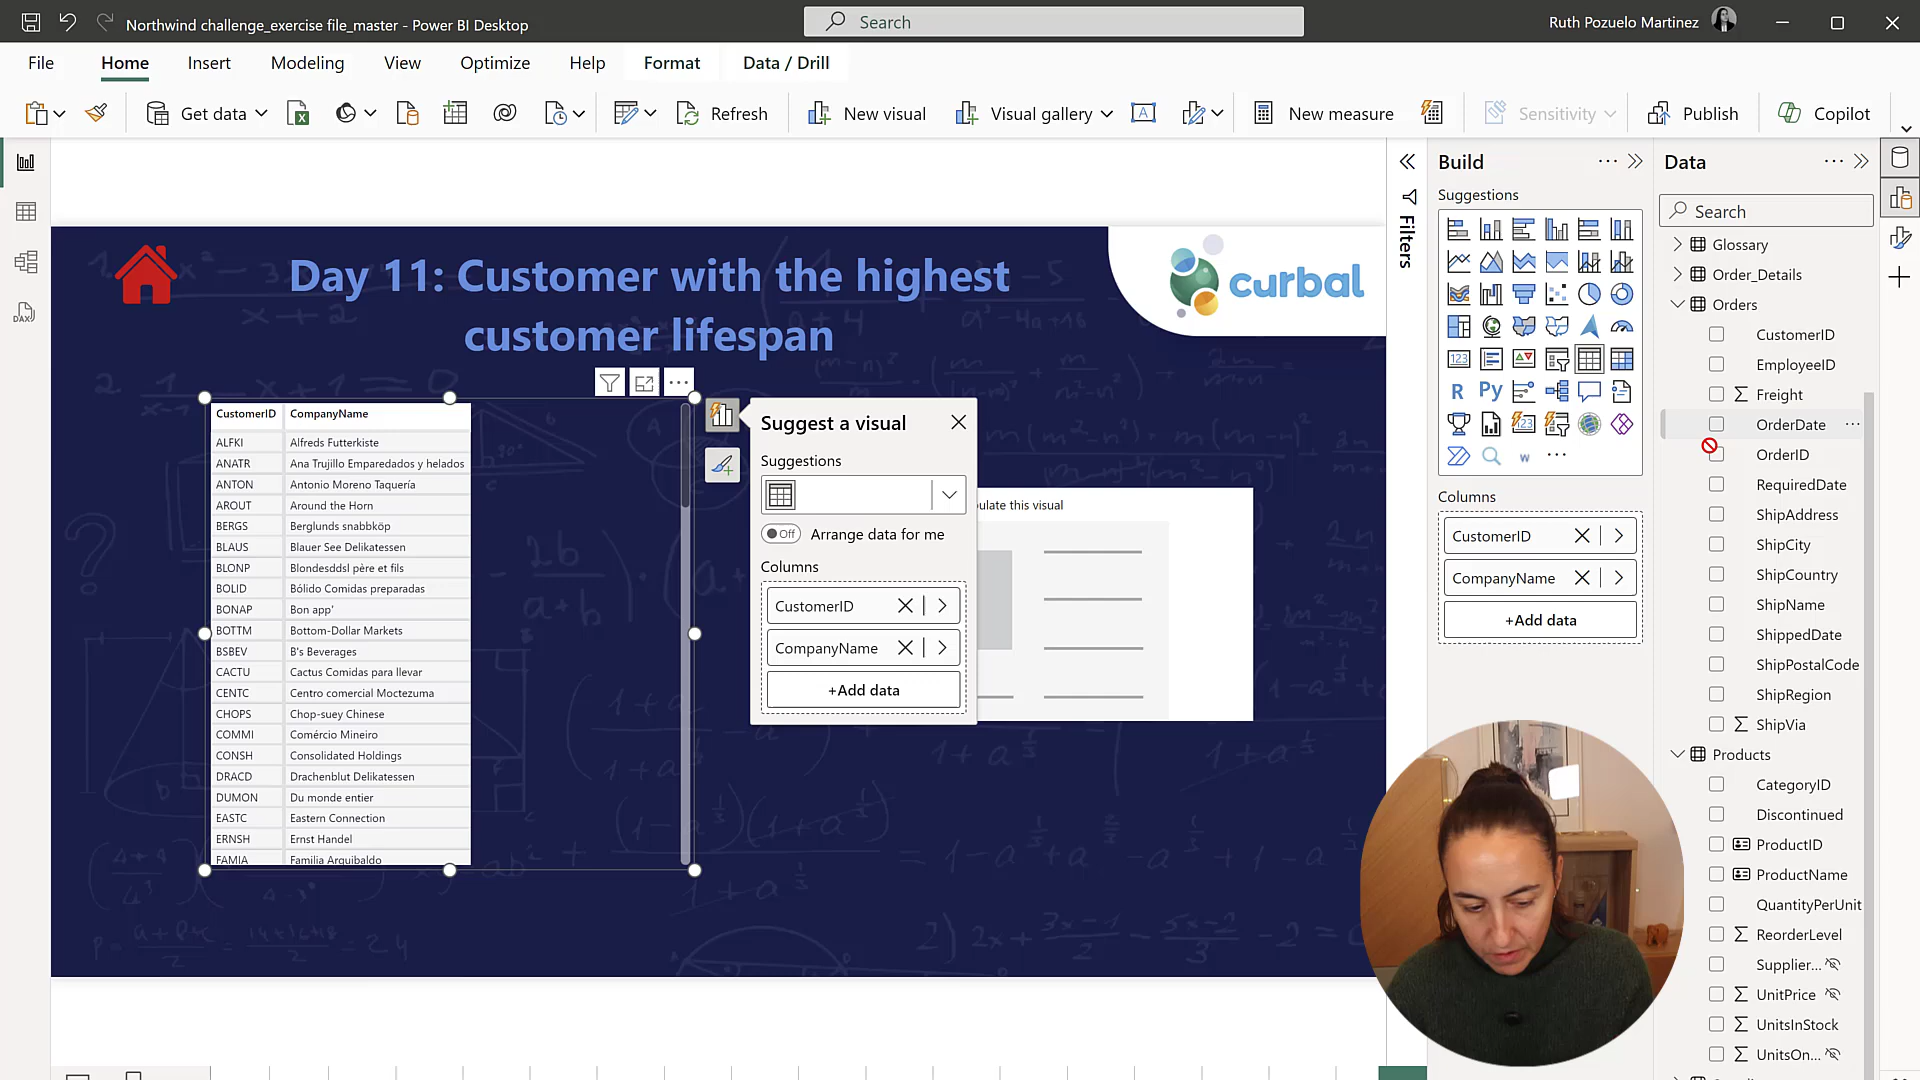 Northwind challenge_exercise file_master - Power BI Desktop
Search
Ruth Pozuelo Martinez
File
Home
Insert
Modeling
View
Optimize
Help
Format
Data / Drill
Get data
Refresh
New visual
Visual gallery
New measure
Sensitivity
Publish
Copilot
Day 11: Customer with the highest
customer lifespan
curbal
CustomerID CompanyName
ALFKI Alfreds Futterkiste
ANATR Ana Trujillo Emparedados y helados
ANTON Antonio Moreno Taquería
AROUT Around the Horn
BERGS Berglunds snabbköp
BLAUS Blauer See Delikatessen
BLONP Blondesddsl père et fils
BOLID Bólido Comidas preparadas
BONAP Bon app'
BOTTM Bottom-Dollar Markets
BSBEV B's Beverages
CACTU Cactus Comidas para llevar
CENTC Centro comercial Moctezuma
CHOPS Chop-suey Chinese
COMMI Comércio Mineiro
CONSH Consolidated Holdings
DRACD Drachenblut Delikatessen
DUMON Du monde entier
EASTC Eastern Connection
ERNSH Ernst Handel
FAMIA Familia Arquibaldo
Suggest a visual
Suggestions
Off Arrange data for me
Columns
CustomerID
CompanyName
+Add data
ulate this visual
Filters
Build
Suggestions
123
R
Py
Columns
CustomerID
CompanyName
+Add data
Data
Search
Glossary
Order_Details
Orders
CustomerID
EmployeeID
Freight
OrderDate
OrderID
RequiredDate
ShipAddress
ShipCity
ShipCountry
ShipName
ShippedDate
ShipPostalCode
ShipRegion
ShipVia
Products
CategoryID
Discontinued
ProductID
ProductName
QuantityPerUnit
ReorderLevel
Supplier...
UnitPrice
UnitsInStock
UnitsOn...